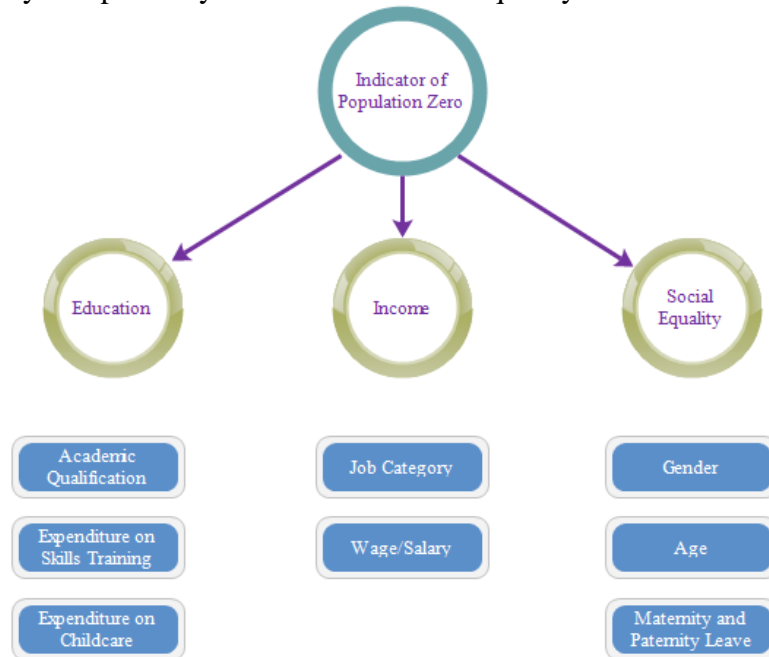 Indicator of
Population Zero
Education
Income
Social
Equality
Academic
Qualification
Job Category
Gender
Expenditure on
Skills Training
Wage/Salary
Age
Expenditure on
Childcare
Maternity and
Paternity Leave